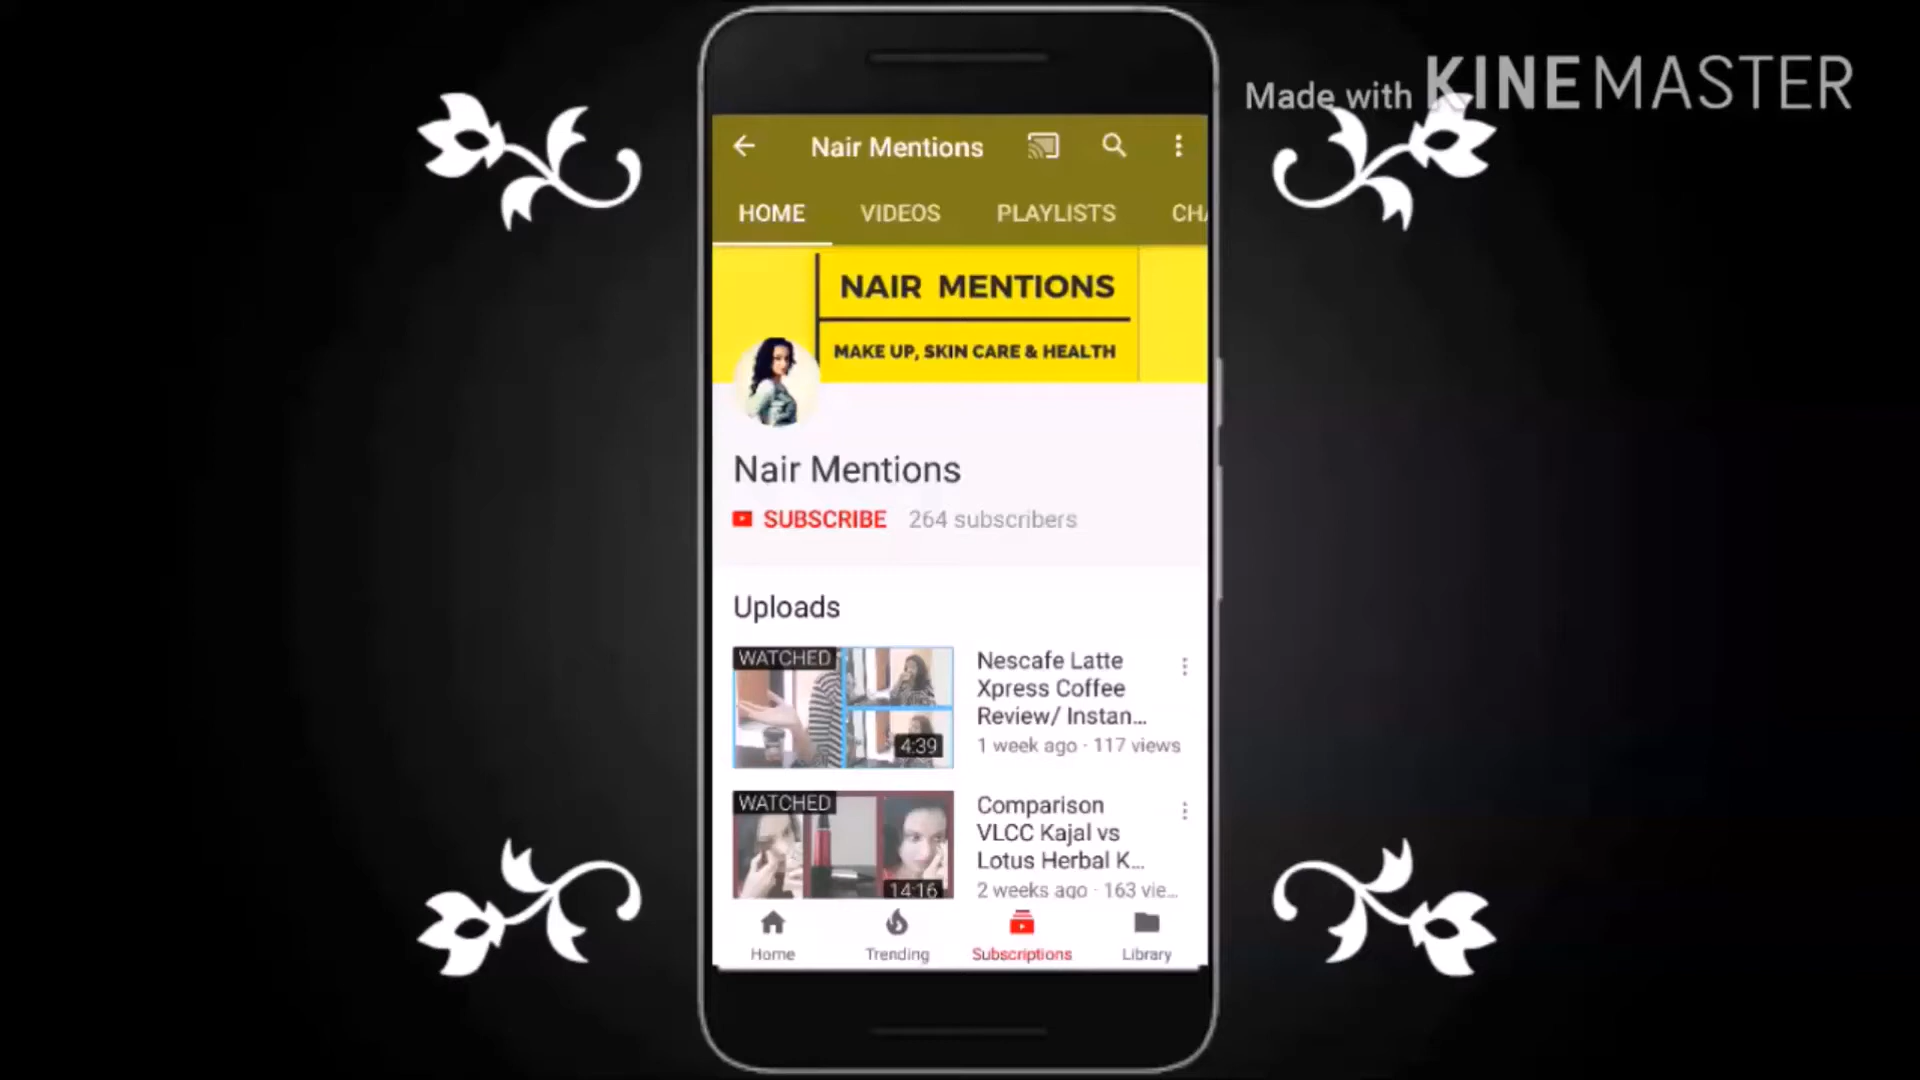 Made with KINEMASTER
Nair Mentions
HOME VIDEOS PLAYLISTS CHA
NAIR MENTIONS
MAKE UP, SKIN CARE & HEALTH
Nair Mentions
SUBSCRIBE 264 subscribers
Uploads
WATCHED
4:39
Nescafe Latte
Xpress Coffee
Review/ Instan...
1 week ago · 117 views
WATCHED
14:16
Comparison
VLCC Kajal vs
Lotus Herbal K...
2 weeks ago · 163 vie...
Home Trending Subscriptions Library